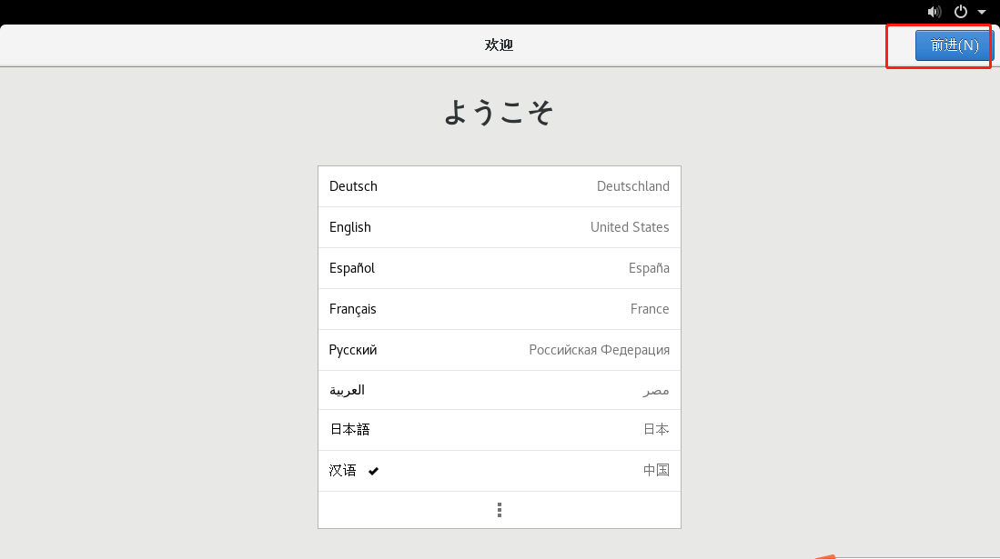 欢迎
前进(N)
ようこそ
Deutsch Deutschland
English United States
Español España
Français France
Русский Российская Федерация
العربية مصر
日本語 日本
汉语 中国